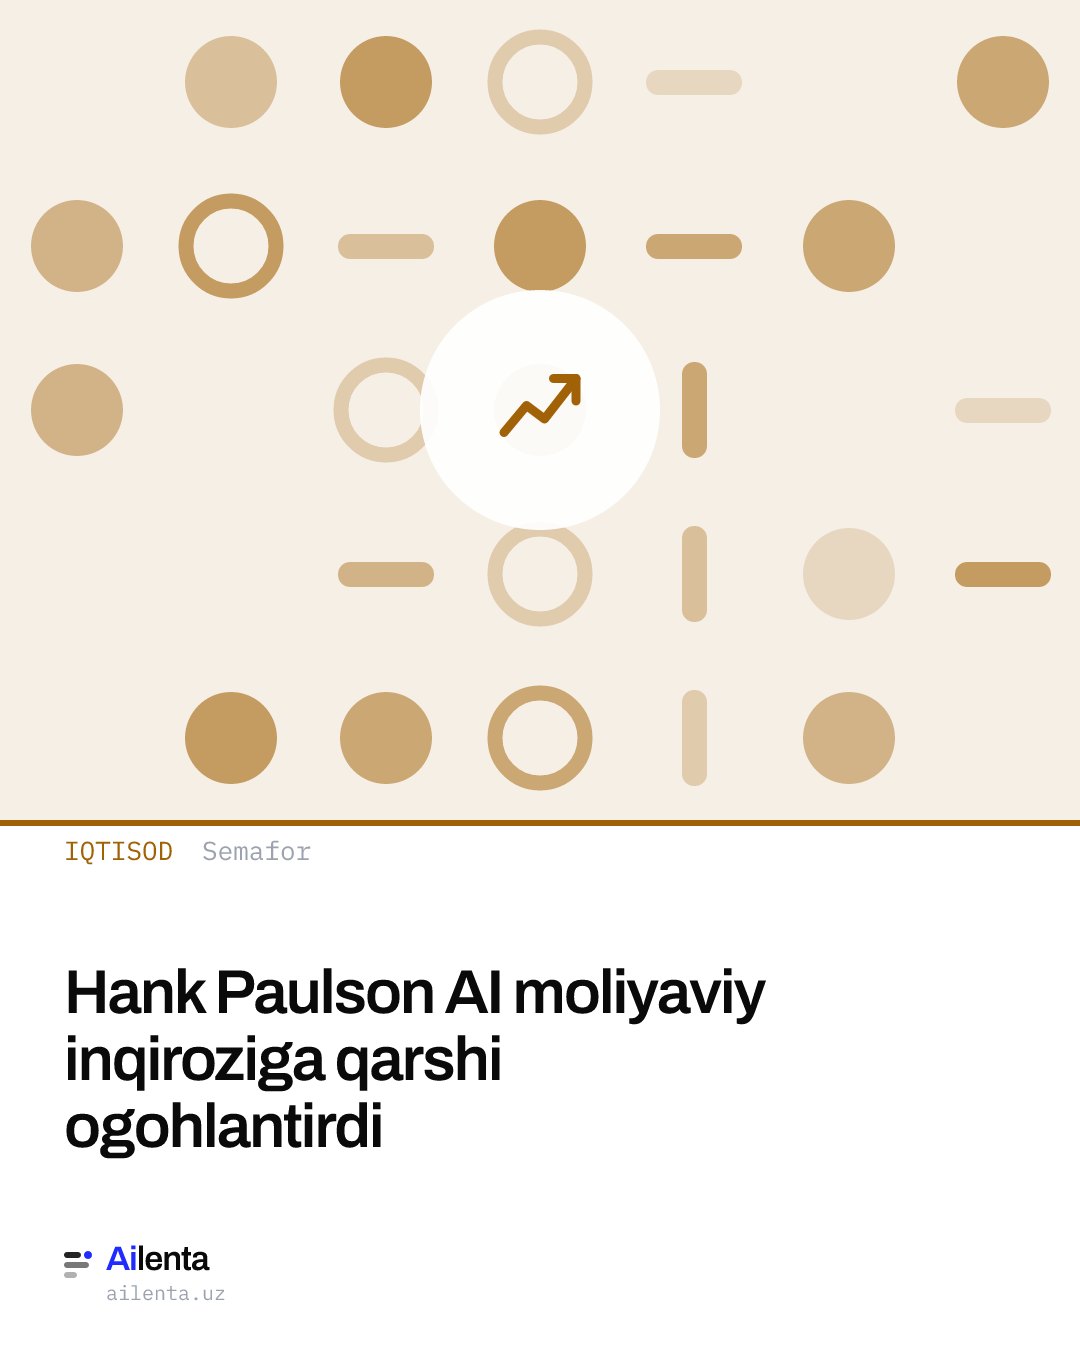 IQTISOD Semafor
Hank Paulson AI moliyaviy
inqiroziga qarshi
ogohlantirdi
Ailenta
ailenta.uz